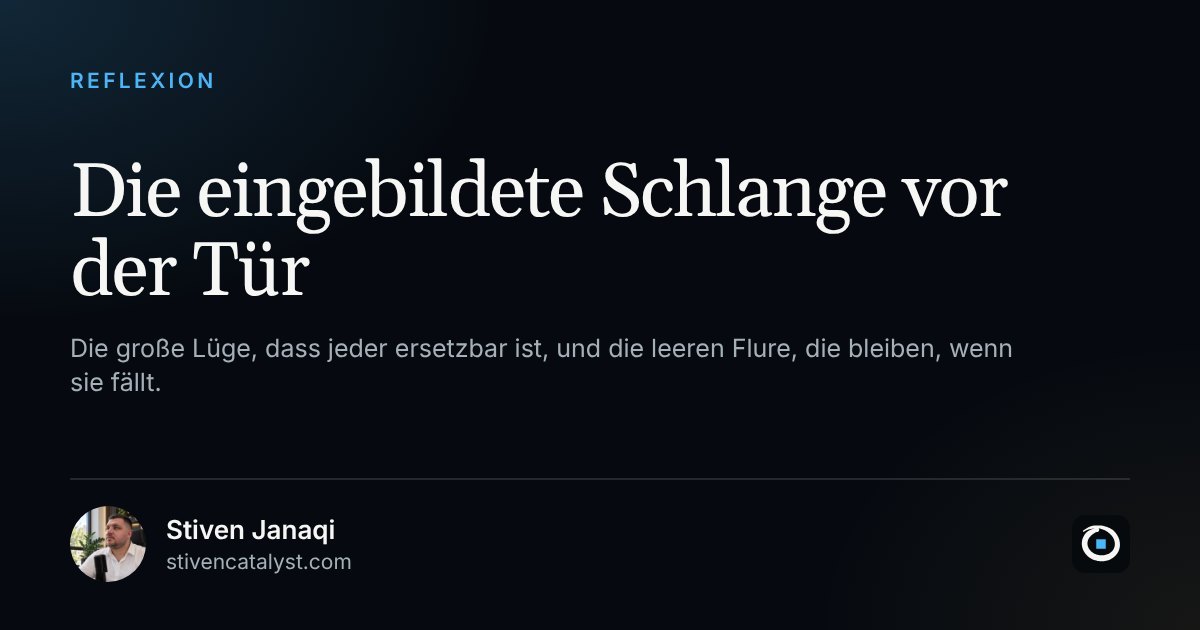 REFLEXION
Die eingebildete Schlange vor
der Tür
Die große Lüge, dass jeder ersetzbar ist, und die leeren Flure, die bleiben, wenn
sie fällt.
Stiven Janaqi
stivencatalyst.com